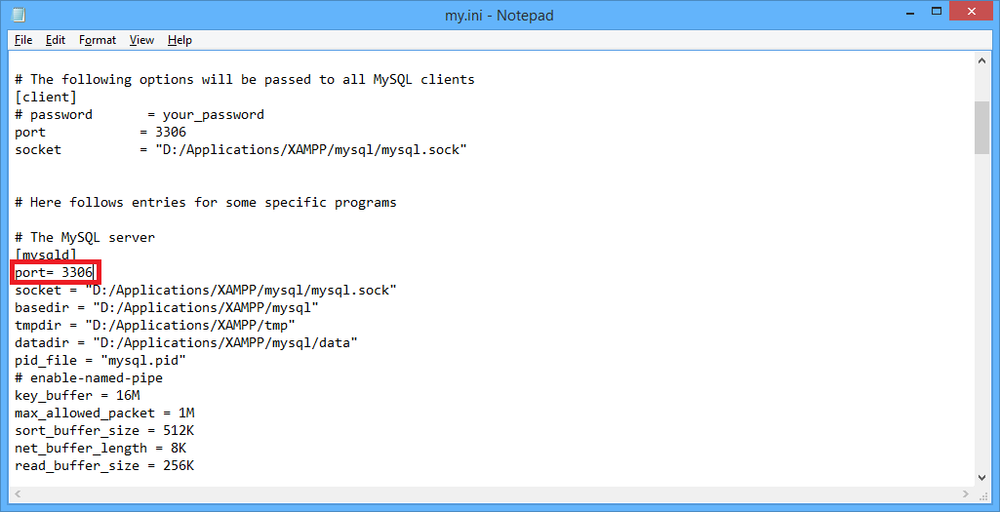 my.ini - Notepad
File Edit Format View Help
# The following options will be passed to all MySQL clients
[client]
# password       = your_password
port            = 3306
socket          = "D:/Applications/XAMPP/mysql/mysql.sock"
# Here follows entries for some specific programs
# The MySQL server
[mysqld]
port= 3306
socket = "D:/Applications/XAMPP/mysql/mysql.sock"
basedir = "D:/Applications/XAMPP/mysql"
tmpdir = "D:/Applications/XAMPP/tmp"
datadir = "D:/Applications/XAMPP/mysql/data"
pid_file = "mysql.pid"
# enable-named-pipe
key_buffer = 16M
max_allowed_packet = 1M
sort_buffer_size = 512K
net_buffer_length = 8K
read_buffer_size = 256K